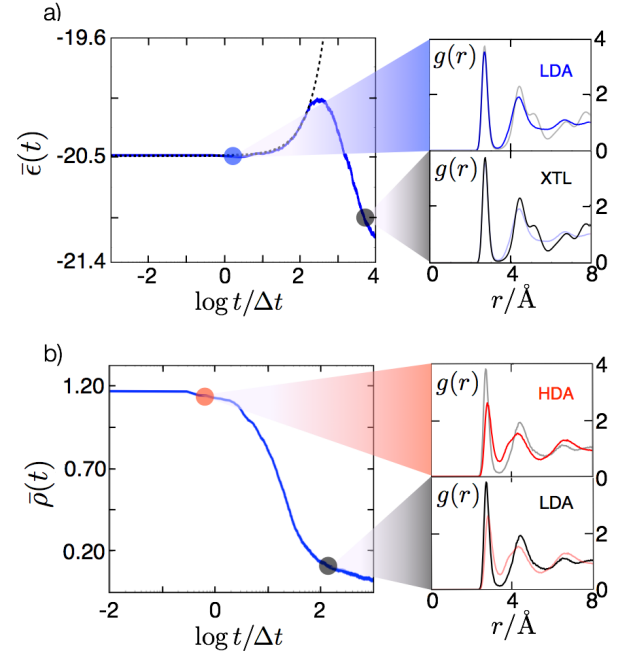 a)
-19.6
-20.5
-21.4
ϵ̄(t)
-2 0 2 4
log t/Δt
g(r) LDA
4
2
0
g(r) XTL
2
0
0 4 8
r/Å
b)
1.20
0.70
0.20
ρ̄(t)
-2 0 2
log t/Δt
g(r) HDA
4
2
0
g(r) LDA
2
0
0 4 8
r/Å